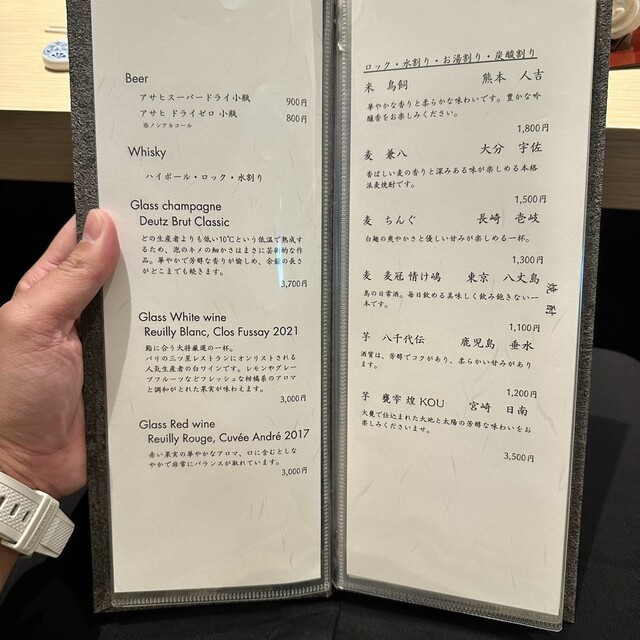 Beer
アサヒスーパードライ小瓶
900円
アサヒ ドライゼロ 小瓶
800円
※ノンアルコール
Whisky
ハイボール・ロック・水割り
Glass champagne
Deutz Brut Classic
どの生産者よりも低い10℃という低温で熟成す
るため、泡のキメの細かさはまさに芸術的な作
品。華やかで芳醇な香りが愉しめ、余韻の長さ
がどこまでも続きます。
3,700円
Glass White wine
Reuilly Blanc, Clos Fussay 2021
鮨に合う大将厳選の一杯。
パリの三ツ星レストランにオンリストされる
人気生産者の白ワインです。レモンやグレー
プフルーツなどフレッシュな柑橘系のアロマ
と調和がとれた果実が味わえます。
3,000円
Glass Red wine
Reuilly Rouge, Cuvée André 2017
赤い果実の華やかなアロマ、口に含むとしな
やかで非常にバランスが取れています。
3,000円
焼酎
ロック・水割り・お湯割り・炭酸割り
米 鳥飼 熊本 人吉
華やかな香りと柔らかな味わいです。豊かな吟
醸香をお楽しみください。
1,800円
麦 兼八 大分 宇佐
香ばしい麦の香りと深みある味が楽しめる本格
派麦焼酎です。
1,500円
麦 ちんぐ 長崎 壱岐
白麹の爽やかさと優しい甘みが楽しめる一杯。
1,300円
麦 麦冠 情け嶋 東京 八丈島
島の日常酒。毎日飲める美味しく飲み飽きない一
本です。
1,100円
芋 八千代伝 鹿児島 垂水
酒質は、芳醇でコクがあり、柔らかい甘みがあり
ます。
1,200円
芋 甕雫 煌 KOU 宮崎 日南
大甕で仕込まれた大地と太陽の芳醇な味わいをお
楽しみくださいませ。
3,500円